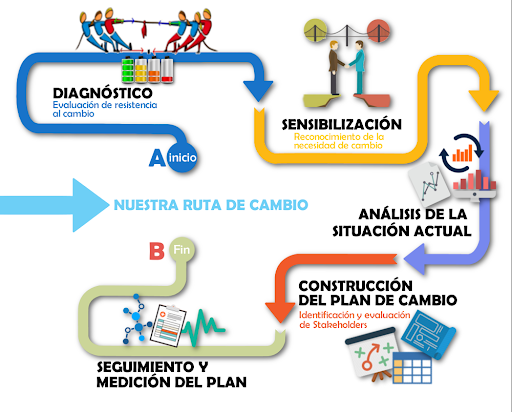 DIAGNÓSTICO
Evaluación de resistencia
al cambio
A inicio
SENSIBILIZACIÓN
Reconocimiento de la
necesidad de cambio
ANÁLISIS DE LA
SITUACIÓN ACTUAL
NUESTRA RUTA DE CAMBIO
CONSTRUCCIÓN
DEL PLAN DE CAMBIO
Identificación y evaluación
de Stakeholders
B Fin
SEGUIMIENTO Y
MEDICIÓN DEL PLAN